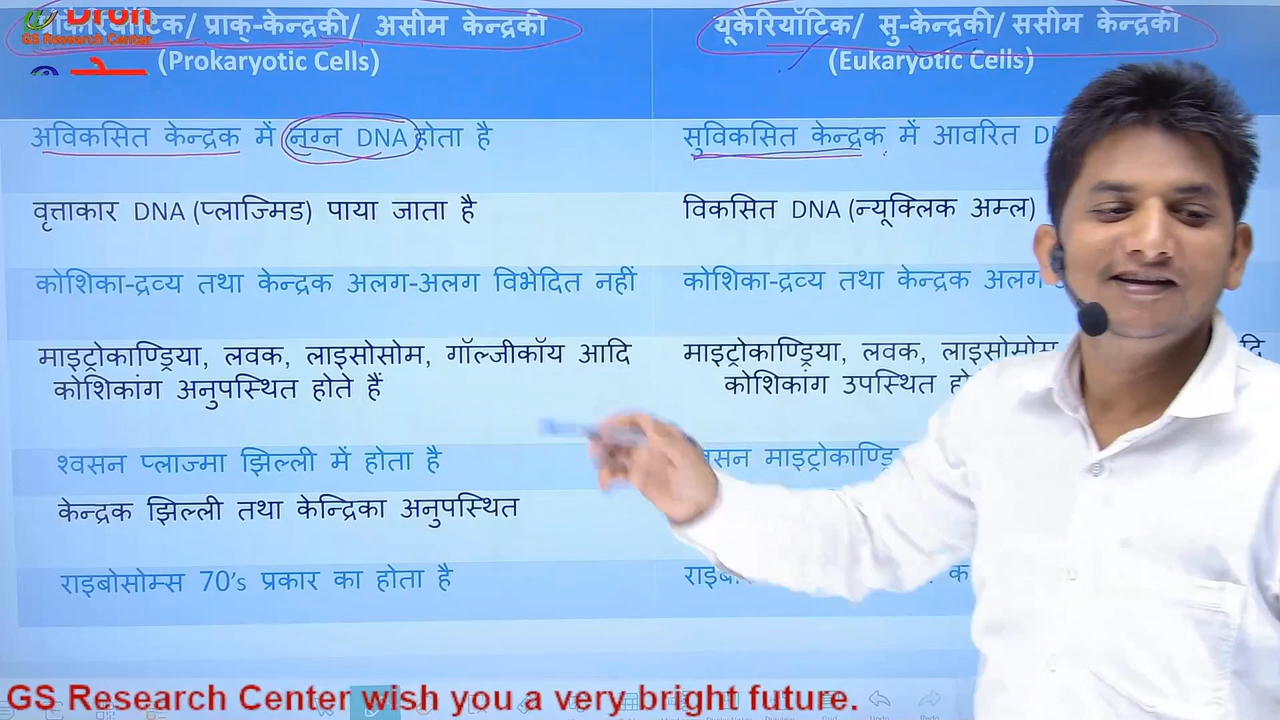 Dron
GS Research Center
प्राक्-केन्द्रकी/ असीम केन्द्रकी
(Prokaryotic Cells)
यूकैरियॉटिक/ सु-केन्द्रकी/ ससीम केन्द्रकी
(Eukaryotic Cells)
अविकसित केन्द्रक में नग्न DNA होता है
सुविकसित केन्द्रक में आवरित
वृत्ताकार DNA (प्लाज्मिड) पाया जाता है
विकसित DNA (न्यूक्लिक अम्ल)
कोशिका-द्रव्य तथा केन्द्रक अलग-अलग विभेदित नहीं
कोशिका-द्रव्य तथा केन्द्रक अलग
माइट्रोकाण्ड्रिया, लवक, लाइसोसोम, गॉल्जीकॉय आदि
कोशिकांग अनुपस्थित होते हैं
माइट्रोकाण्ड्रिया, लवक, लाइसोसोम
कोशिकांग उपस्थित
श्वसन प्लाज्मा झिल्ली में होता है
केन्द्रक झिल्ली तथा केन्द्रिका अनुपस्थित
राइबोसोम्स 70's प्रकार का होता है
GS Research Center wish you a very bright future.
Undo
Redo